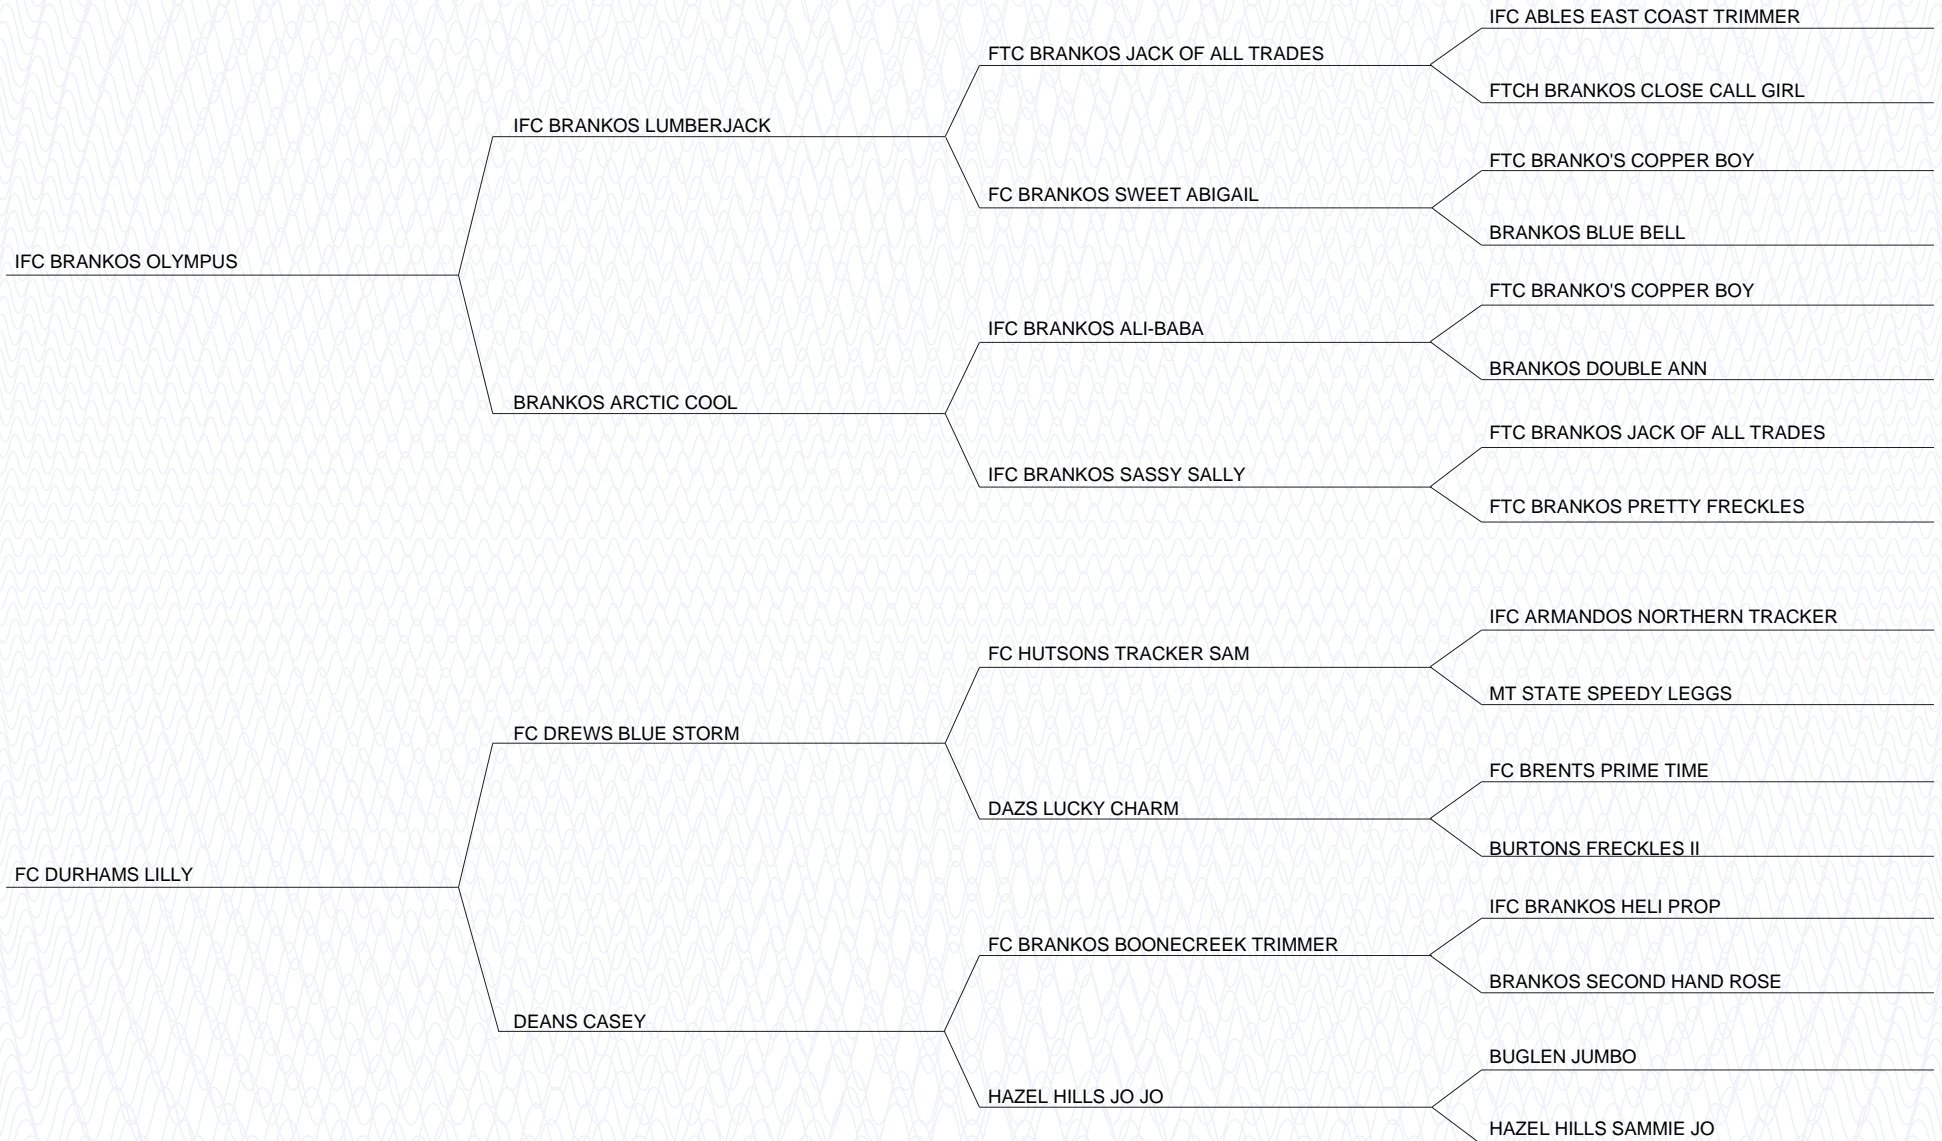 IFC ABLES EAST COAST TRIMMER
FTC BRANKOS JACK OF ALL TRADES
FTCH BRANKOS CLOSE CALL GIRL
IFC BRANKOS LUMBERJACK
FTC BRANKO'S COPPER BOY
FC BRANKOS SWEET ABIGAIL
BRANKOS BLUE BELL
IFC BRANKOS OLYMPUS
FTC BRANKO'S COPPER BOY
IFC BRANKOS ALI-BABA
BRANKOS DOUBLE ANN
BRANKOS ARCTIC COOL
FTC BRANKOS JACK OF ALL TRADES
IFC BRANKOS SASSY SALLY
FTC BRANKOS PRETTY FRECKLES
IFC ARMANDOS NORTHERN TRACKER
FC HUTSONS TRACKER SAM
MT STATE SPEEDY LEGGS
FC DREWS BLUE STORM
FC BRENTS PRIME TIME
DAZS LUCKY CHARM
BURTONS FRECKLES II
FC DURHAMS LILLY
IFC BRANKOS HELI PROP
FC BRANKOS BOONECREEK TRIMMER
BRANKOS SECOND HAND ROSE
DEANS CASEY
BUGLEN JUMBO
HAZEL HILLS JO JO
HAZEL HILLS SAMMIE JO